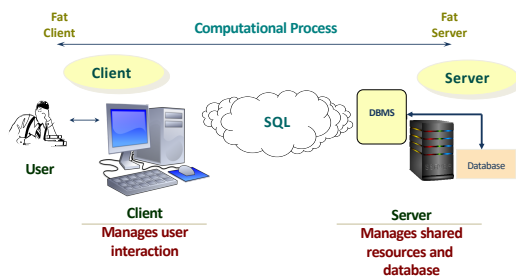 Fat
Client
Computational Process
Fat
Server
Client
Server
SQL
DBMS
Database
User
Client
Manages user
interaction
Server
Manages shared
resources and
database